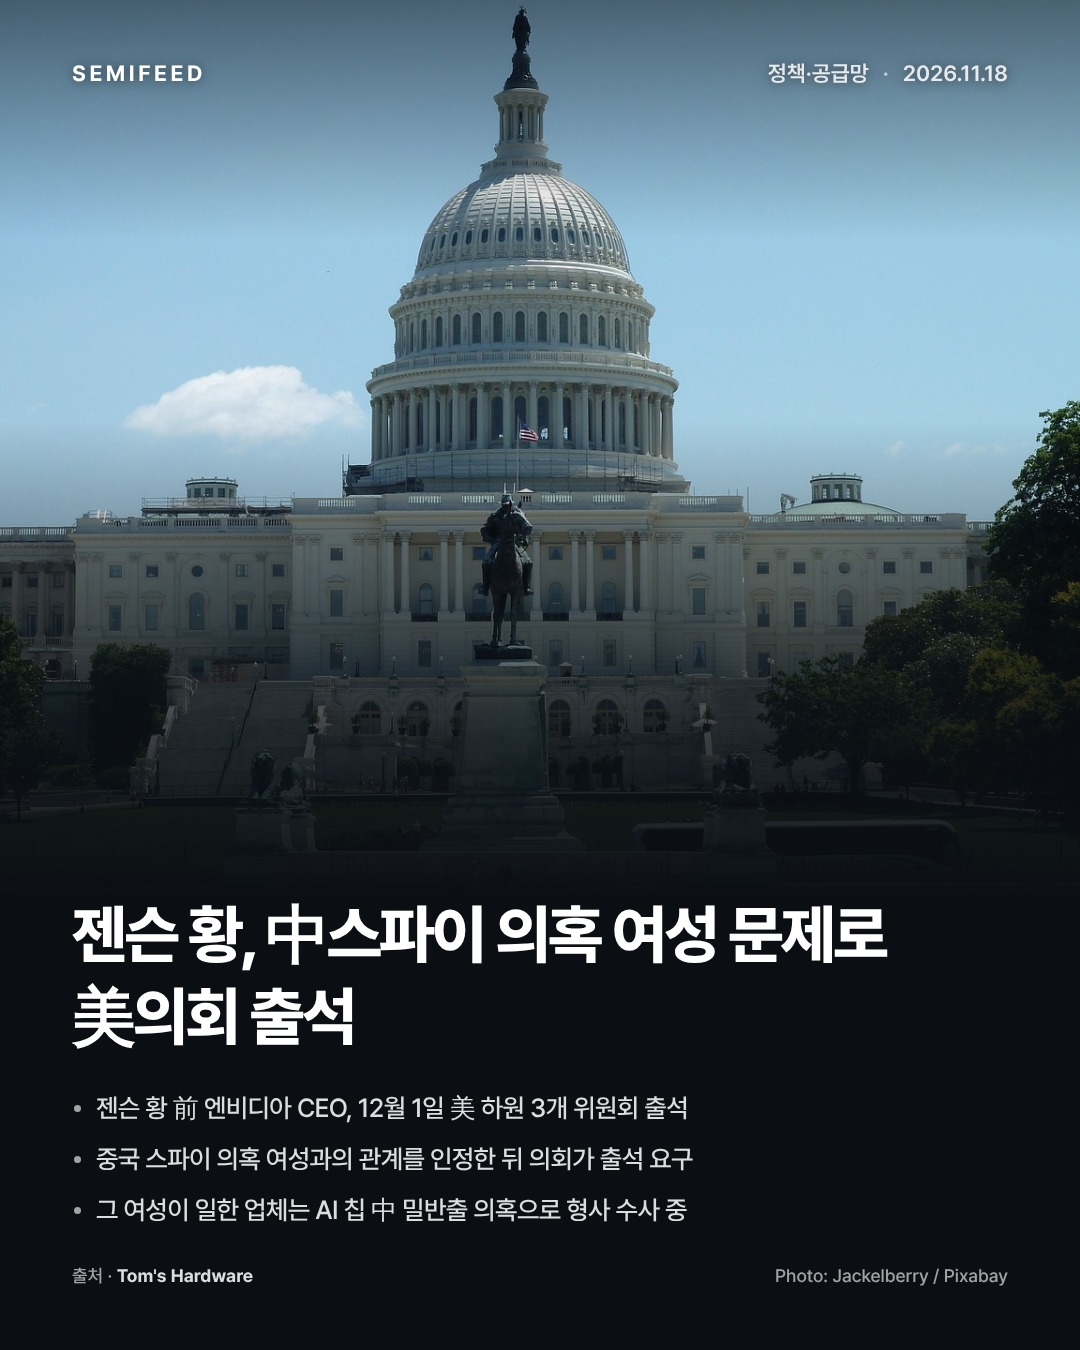 SEMIFEED
정책·공급망 · 2026.11.18
젠슨 황, 中스파이 의혹 여성 문제로
美의회 출석
• 젠슨 황 前 엔비디아 CEO, 12월 1일 美 하원 3개 위원회 출석
• 중국 스파이 의혹 여성과의 관계를 인정한 뒤 의회가 출석 요구
• 그 여성이 일한 업체는 AI 칩 中 밀반출 의혹으로 형사 수사 중
출처 · Tom's Hardware
Photo: Jackelberry / Pixabay